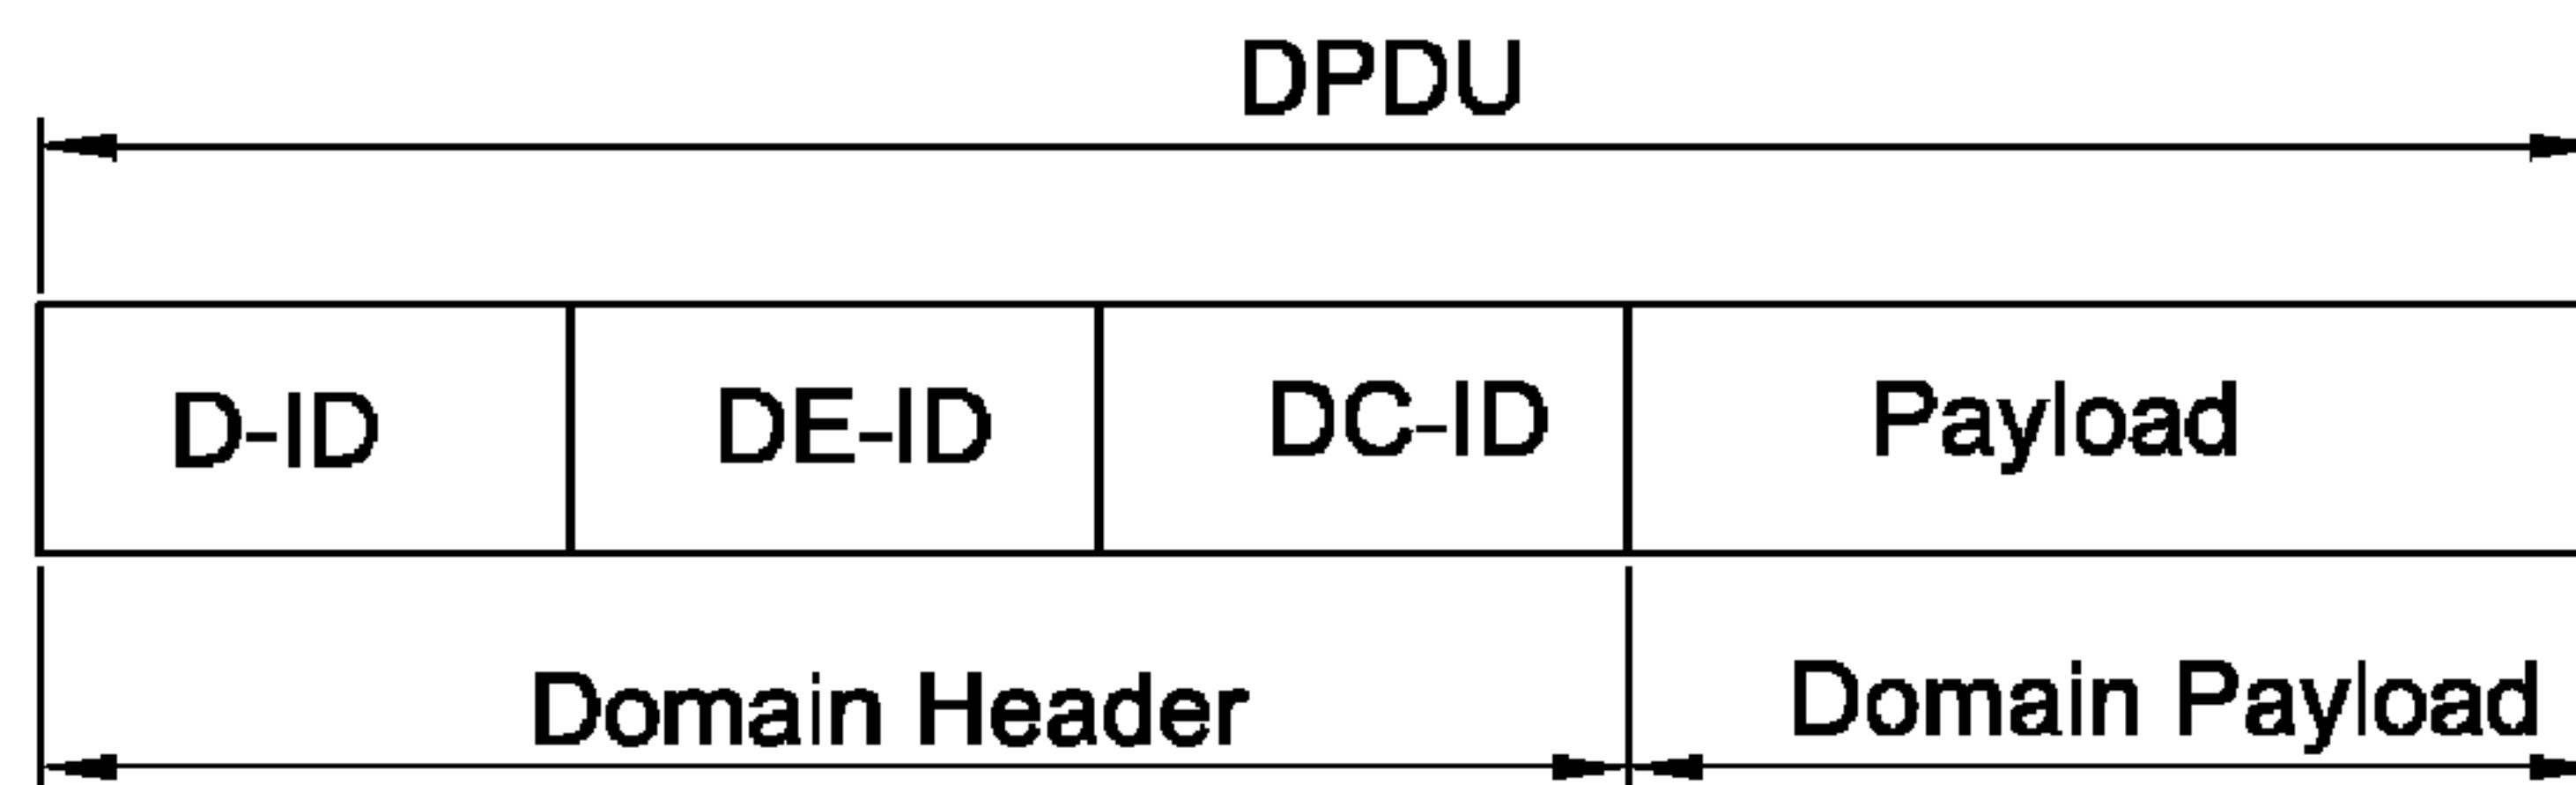 DPDU
D-ID DE-ID DC-ID Payload
Domain Header Domain Payload